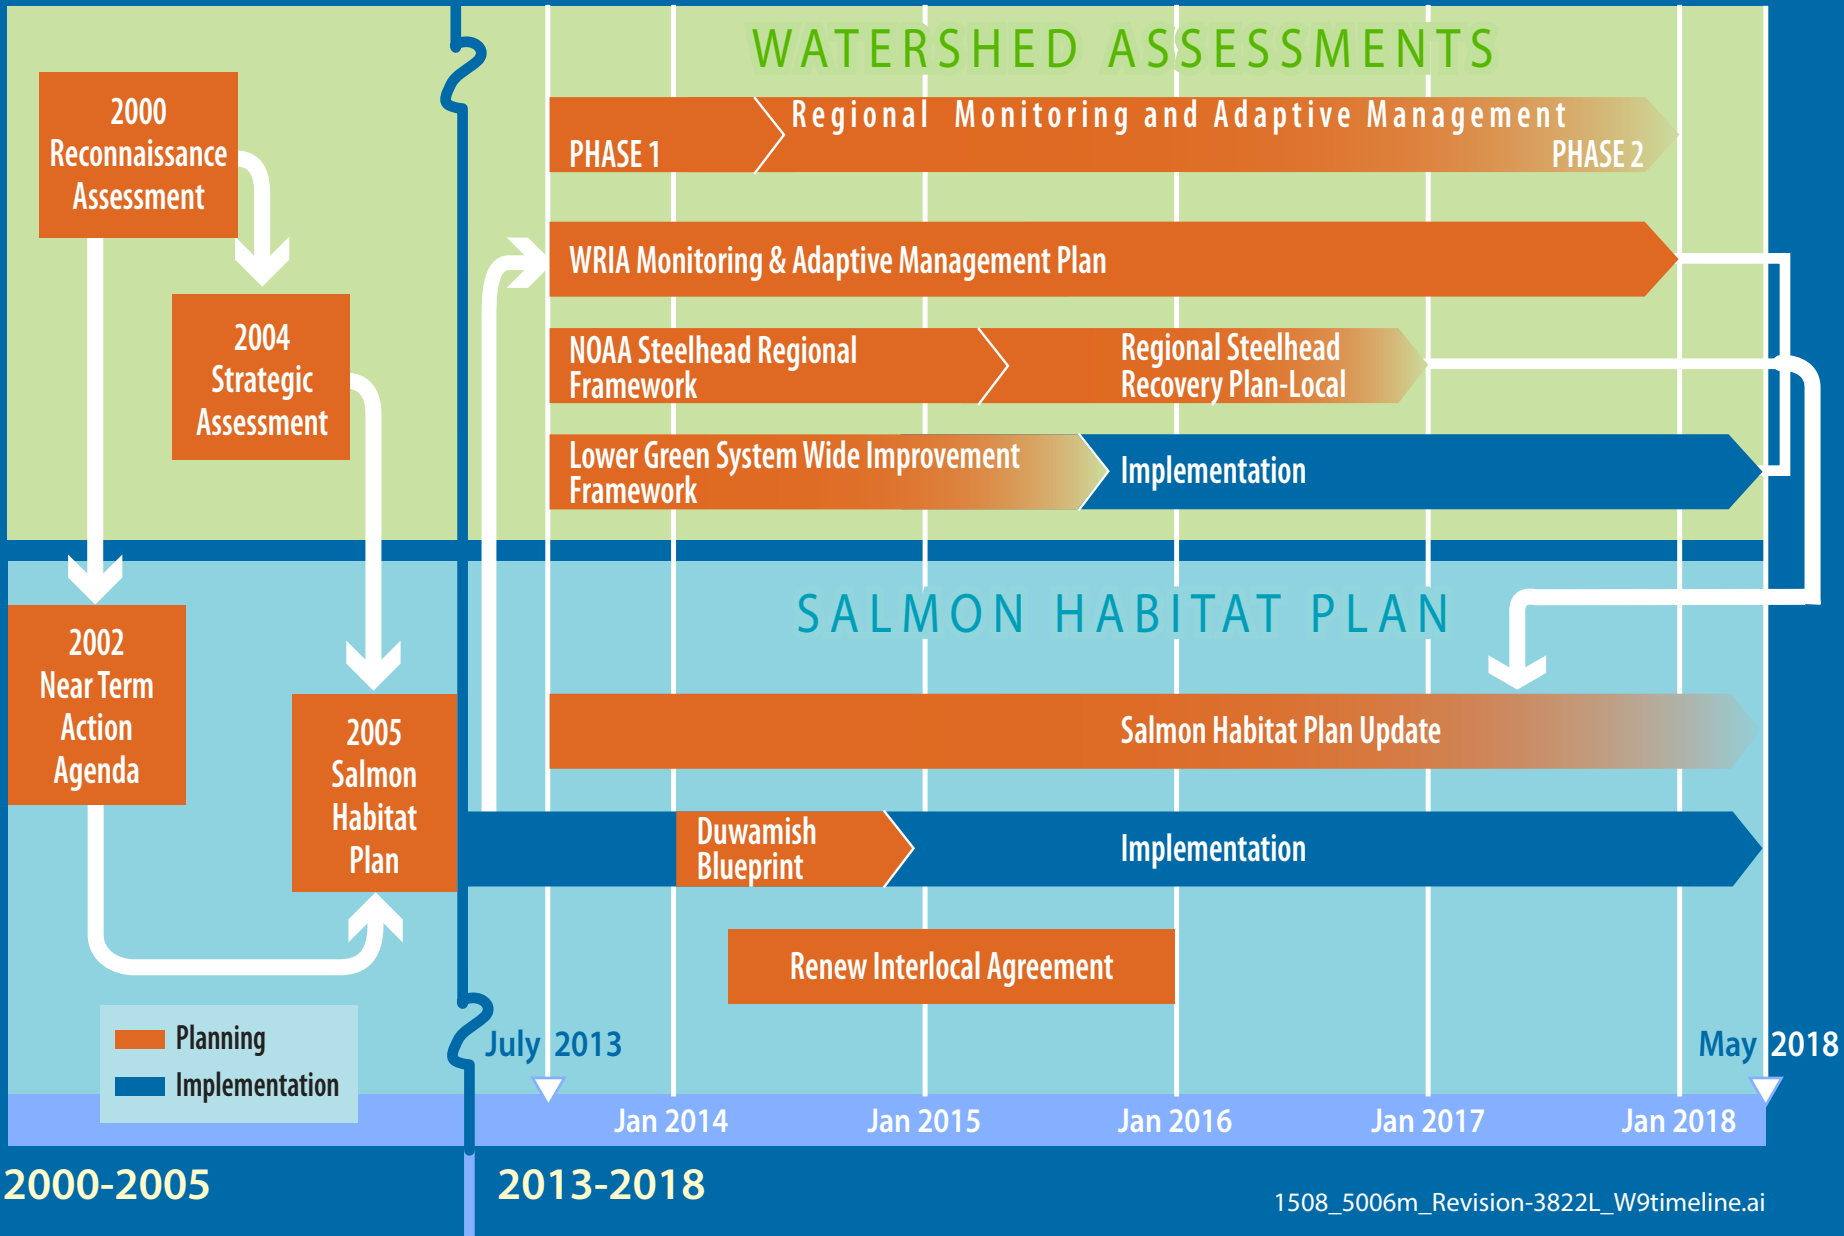 WATERSHED ASSESSMENTS
2000
Reconnaissance
Assessment
2004
Strategic
Assessment
Regional Monitoring and Adaptive Management
PHASE 1
PHASE 2
WRIA Monitoring & Adaptive Management Plan
NOAA Steelhead Regional
Framework
Regional Steelhead
Recovery Plan-Local
Lower Green System Wide Improvement
Framework
Implementation
SALMON HABITAT PLAN
2002
Near Term
Action
Agenda
2005
Salmon
Habitat
Plan
Salmon Habitat Plan Update
Duwamish
Blueprint
Implementation
Renew Interlocal Agreement
Planning
Implementation
July 2013
May 2018
Jan 2014
Jan 2015
Jan 2016
Jan 2017
Jan 2018
2000-2005
2013-2018
1508_5006m_Revision-3822L_W9timeline.ai